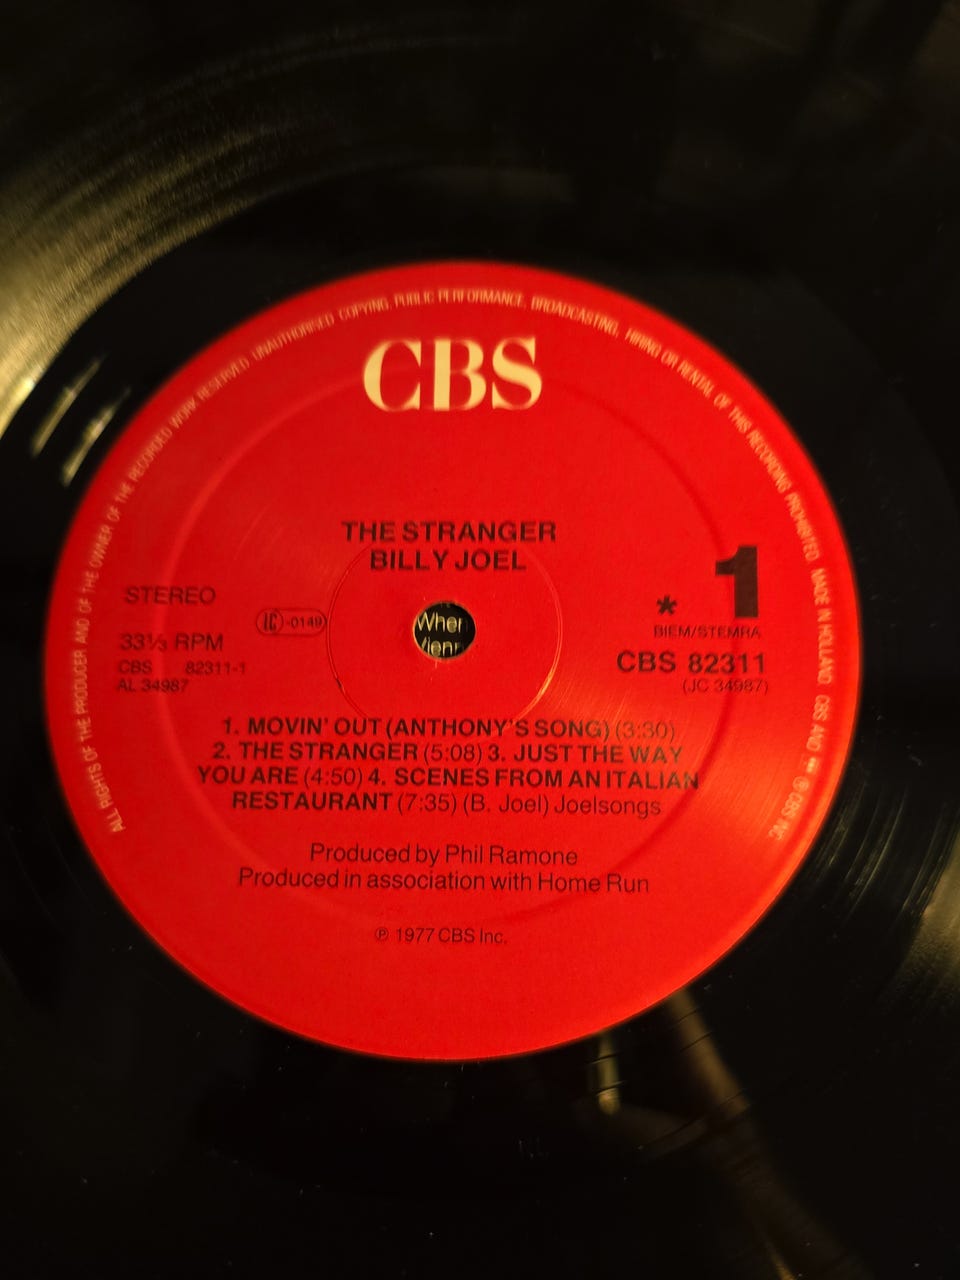 ALL RIGHTS OF THE PRODUCER AND OF THE OWNER OF THE RECORDED WORK RESERVED. UNAUTHORISED COPYING, PUBLIC PERFORMANCE, BROADCASTING, HIRING OR RENTAL OF THIS RECORDING PROHIBITED MADE IN HOLLAND CBS AND ℗ © CBS INC.
CBS
THE STRANGER
BILLY JOEL
STEREO
LC-0149
33⅓ RPM
CBS 82311-1
AL 34987
1
*
BIEM/STEMRA
CBS 82311
(JC 34987)
When
Vienn
1. MOVIN' OUT (ANTHONY'S SONG) (3:30)
2. THE STRANGER (5:08) 3. JUST THE WAY
YOU ARE (4:50) 4. SCENES FROM AN ITALIAN
RESTAURANT (7:35) (B. Joel) Joelsongs
Produced by Phil Ramone
Produced in association with Home Run
℗ 1977 CBS Inc.